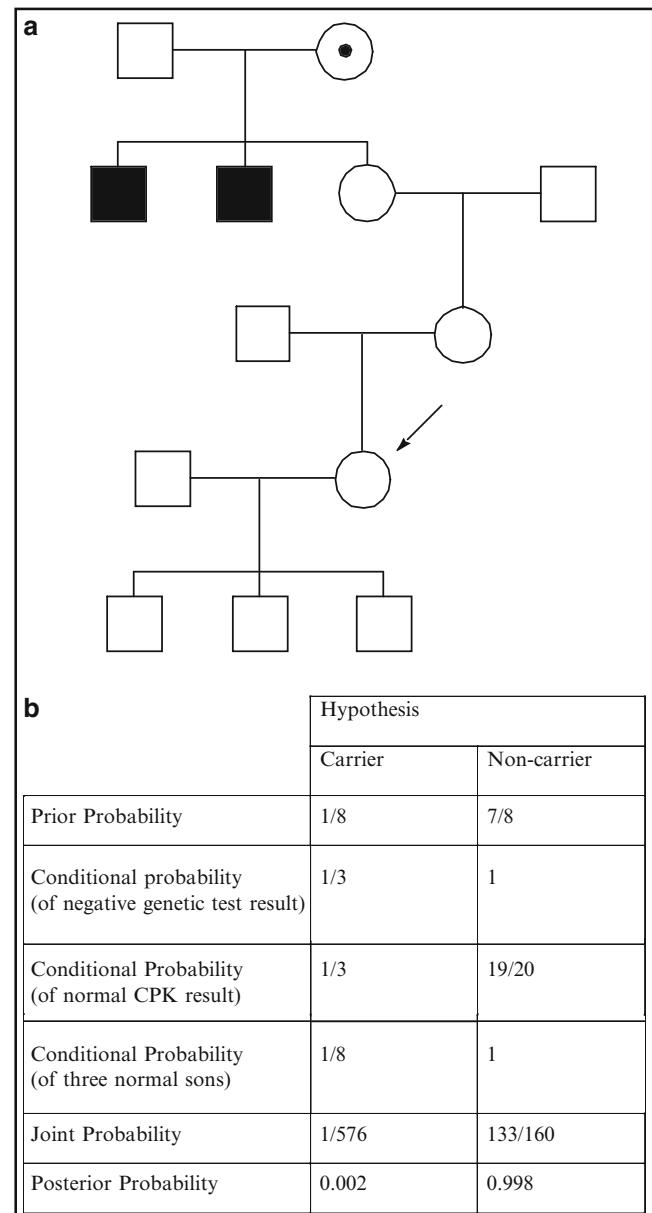 a
b
Hypothesis
Carrier
Non-carrier
Prior Probability
1/8
7/8
Conditional probability
(of negative genetic test result)
1/3
1
Conditional Probability
(of normal CPK result)
1/3
19/20
Conditional Probability
(of three normal sons)
1/8
1
Joint Probability
1/576
133/160
Posterior Probability
0.002
0.998